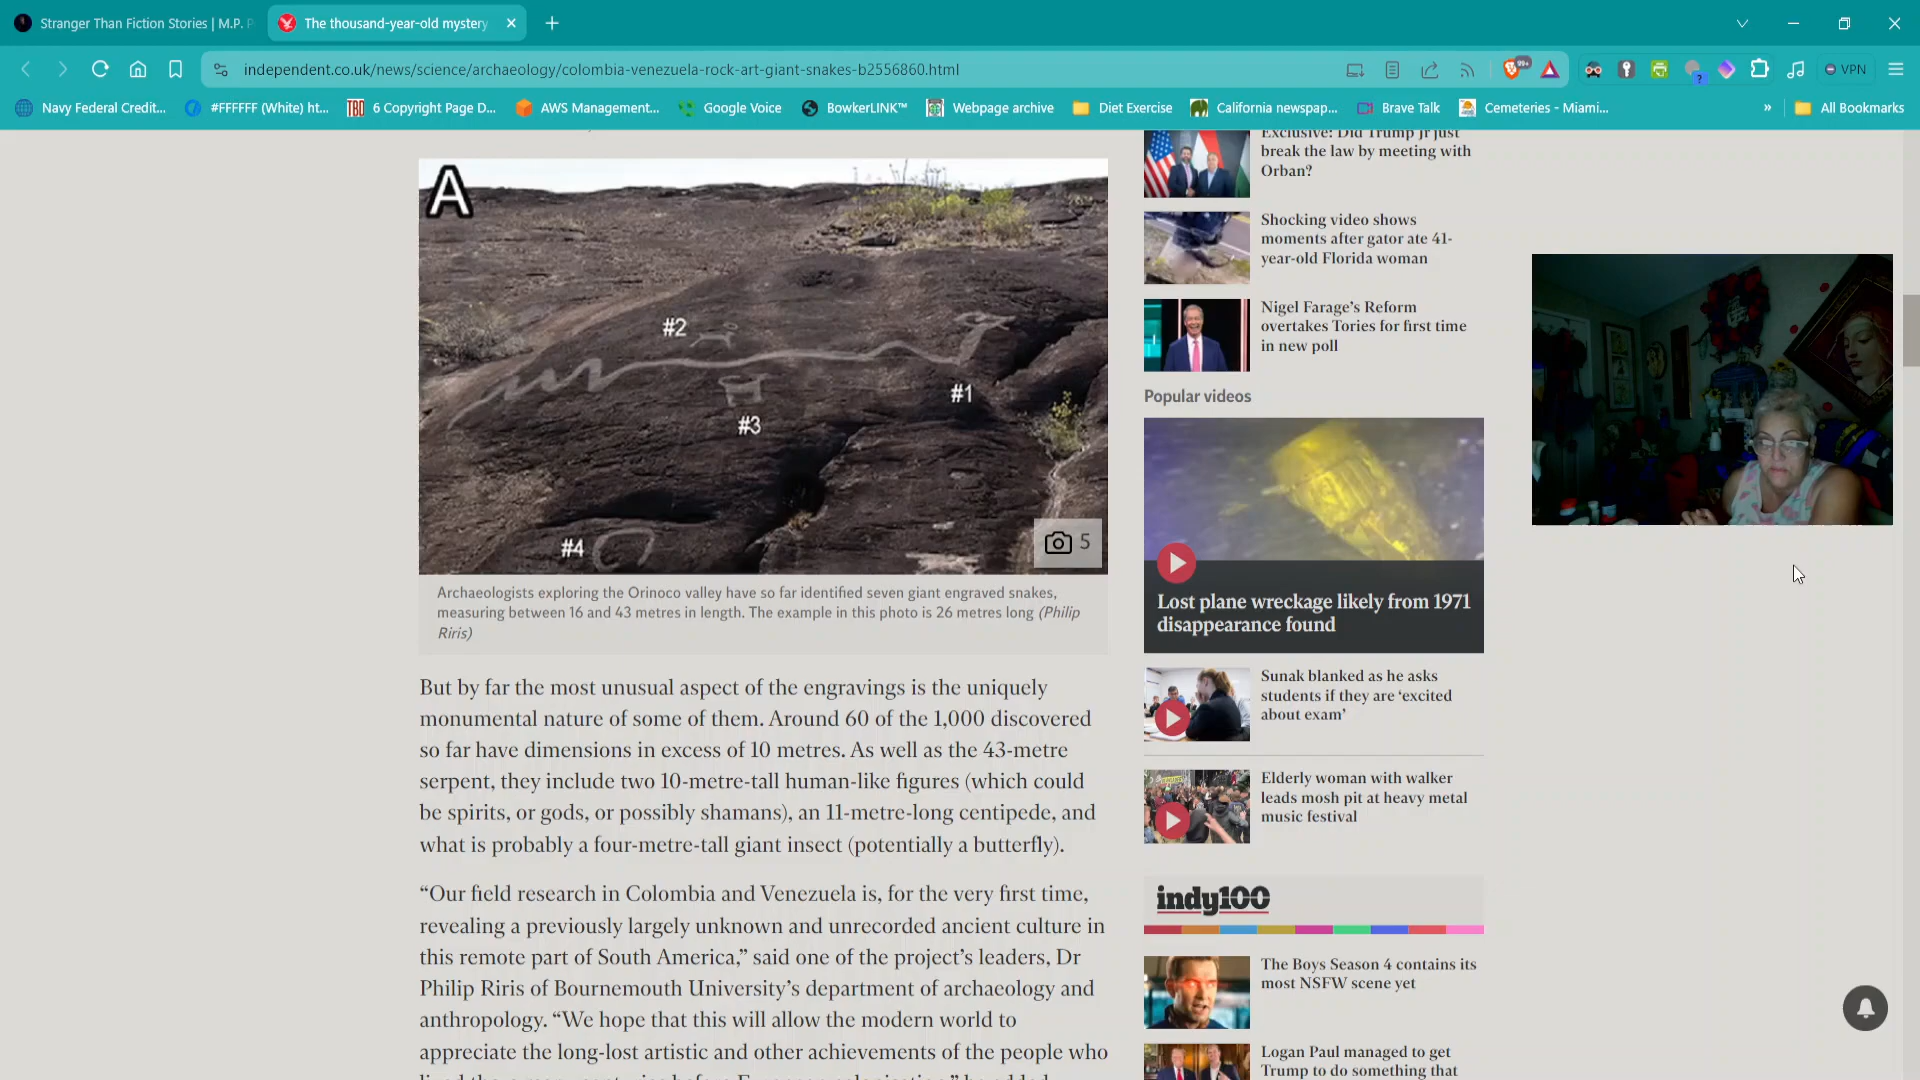 Stranger Than Fiction Stories | M.P. P
The thousand-year-old mystery
independent.co.uk/news/science/archaeology/colombia-venezuela-rock-art-giant-snakes-b2556860.html
99+
?
VPN
Navy Federal Credit...
#FFFFFF (White) ht...
TBD
6 Copyright Page D...
AWS Management...
Google Voice
BowkerLINK™
Webpage archive
Diet Exercise
California newspap...
Brave Talk
Cemeteries - Miami...
»
All Bookmarks
A
#2
#1
#3
#4
5
Archaeologists exploring the Orinoco valley have so far identified seven giant engraved snakes,
measuring between 16 and 43 metres in length. The example in this photo is 26 metres long (Philip
Riris)
But by far the most unusual aspect of the engravings is the uniquely
monumental nature of some of them. Around 60 of the 1,000 discovered
so far have dimensions in excess of 10 metres. As well as the 43-metre
serpent, they include two 10-metre-tall human-like figures (which could
be spirits, or gods, or possibly shamans), an 11-metre-long centipede, and
what is probably a four-metre-tall giant insect (potentially a butterfly).
“Our field research in Colombia and Venezuela is, for the very first time,
revealing a previously largely unknown and unrecorded ancient culture in
this remote part of South America,” said one of the project’s leaders, Dr
Philip Riris of Bournemouth University’s department of archaeology and
anthropology. “We hope that this will allow the modern world to
appreciate the long-lost artistic and other achievements of the people who
Exclusive: Did Trump Jr just
break the law by meeting with
Orban?
Shocking video shows
moments after gator ate 41-
year-old Florida woman
Nigel Farage’s Reform
overtakes Tories for first time
in new poll
Popular videos
Lost plane wreckage likely from 1971
disappearance found
Sunak blanked as he asks
students if they are ‘excited
about exam’
Elderly woman with walker
leads mosh pit at heavy metal
music festival
indy100
The Boys Season 4 contains its
most NSFW scene yet
Logan Paul managed to get
Trump to do something that